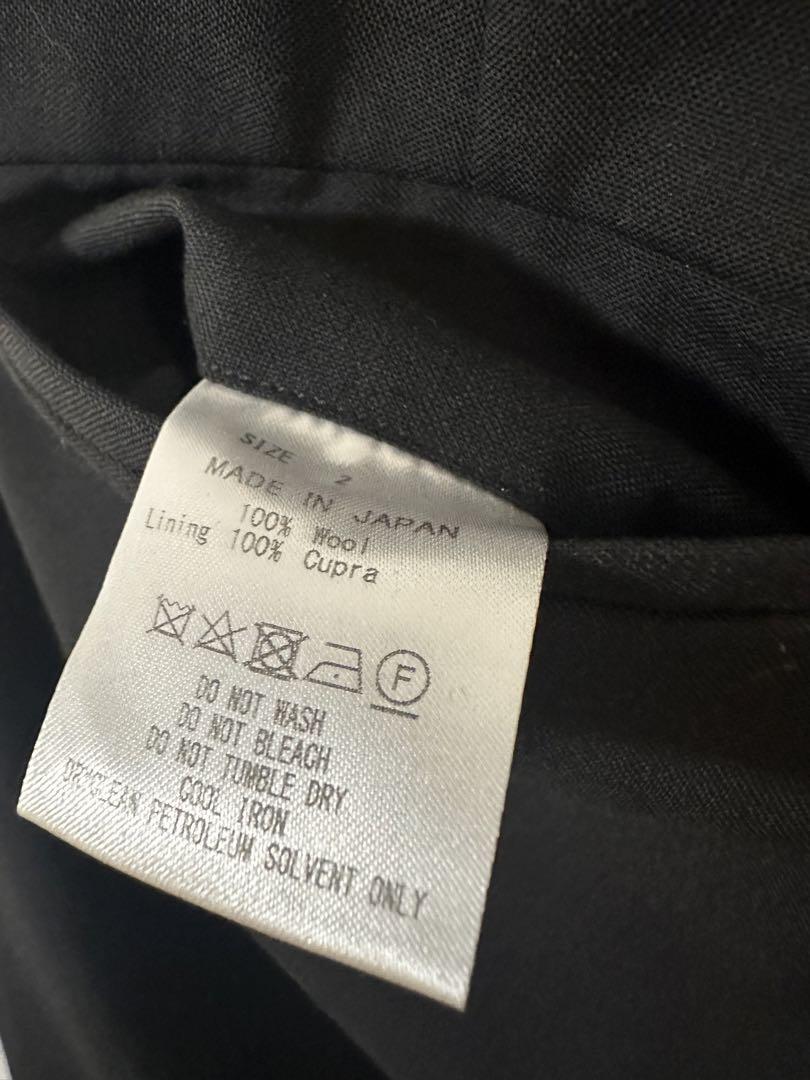 SIZE 2
MADE IN JAPAN
100% Wool
Lining 100% Cupra
F
DO NOT WASH
DO NOT BLEACH
DO NOT TUMBLE DRY
COOL IRON
DRYCLEAN PETROLEUM SOLVENT ONLY